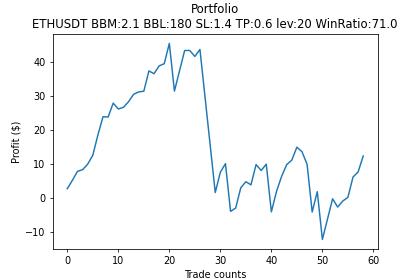 Portfolio
ETHUSDT BBM:2.1 BBL:180 SL:1.4 TP:0.6 lev:20 WinRatio:71.0
40
30
20
10
0
−10
Profit ($)
0 10 20 30 40 50 60
Trade counts